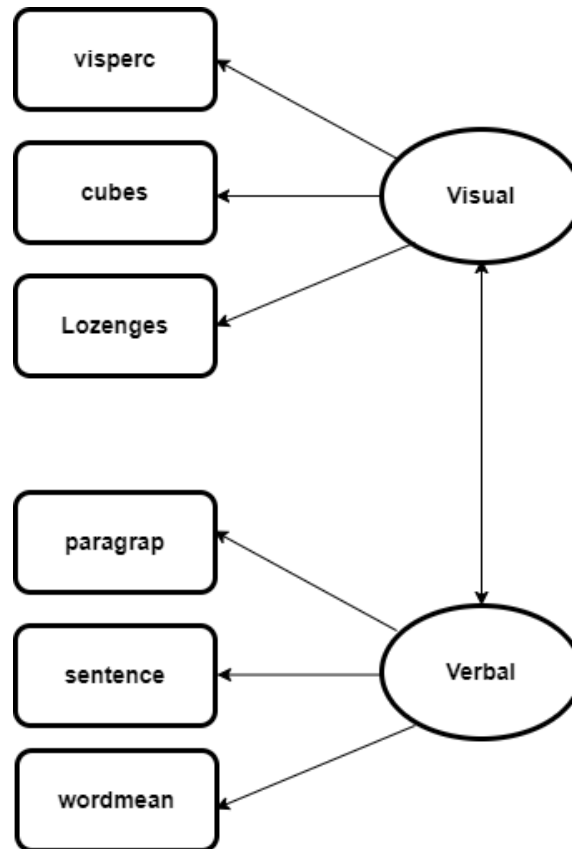 visperc
cubes
Visual
Lozenges
paragrap
sentence
Verbal
wordmean